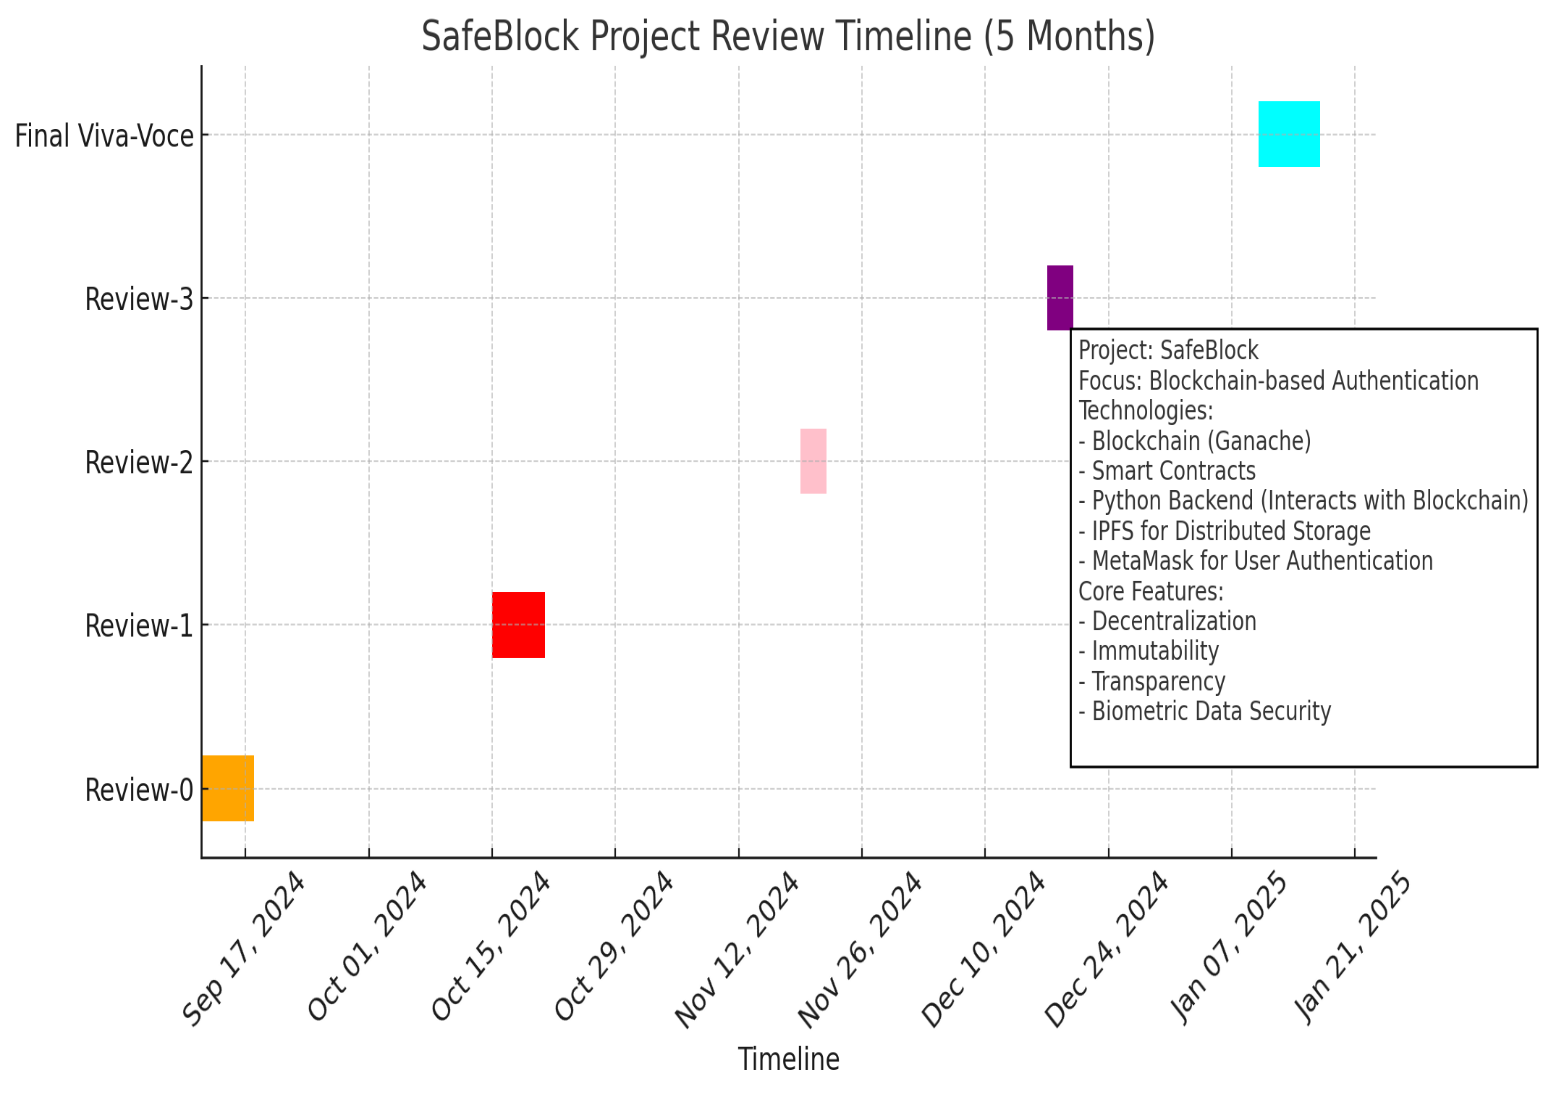 SafeBlock Project Review Timeline (5 Months)
Final Viva-Voce
Review-3
Review-2
Review-1
Review-0
Project: SafeBlock
Focus: Blockchain-based Authentication
Technologies:
- Blockchain (Ganache)
- Smart Contracts
- Python Backend (Interacts with Blockchain)
- IPFS for Distributed Storage
- MetaMask for User Authentication
Core Features:
- Decentralization
- Immutability
- Transparency
- Biometric Data Security
Sep 17, 2024
Oct 01, 2024
Oct 15, 2024
Oct 29, 2024
Nov 12, 2024
Nov 26, 2024
Dec 10, 2024
Dec 24, 2024
Jan 07, 2025
Jan 21, 2025
Timeline